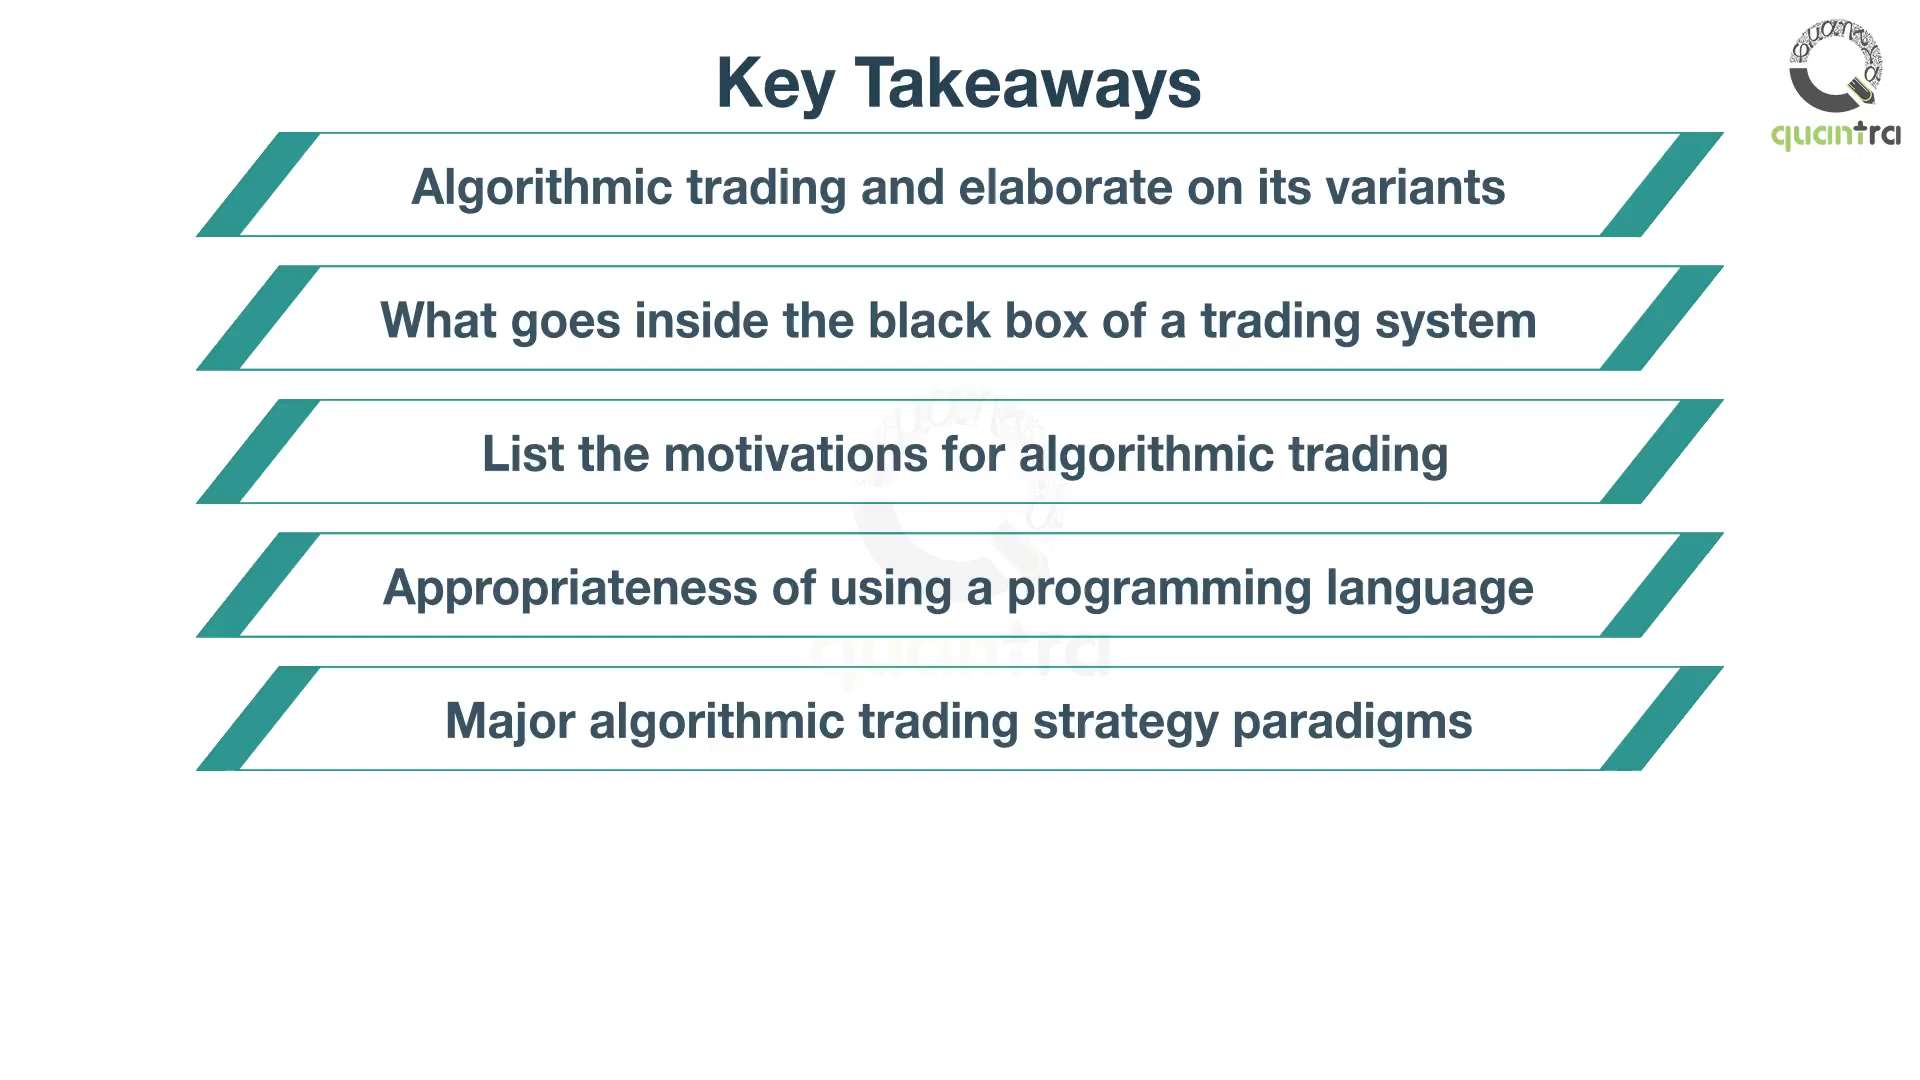 Key Takeaways
quantra
Algorithmic trading and elaborate on its variants
What goes inside the black box of a trading system
List the motivations for algorithmic trading
Appropriateness of using a programming language
quantra
Major algorithmic trading strategy paradigms